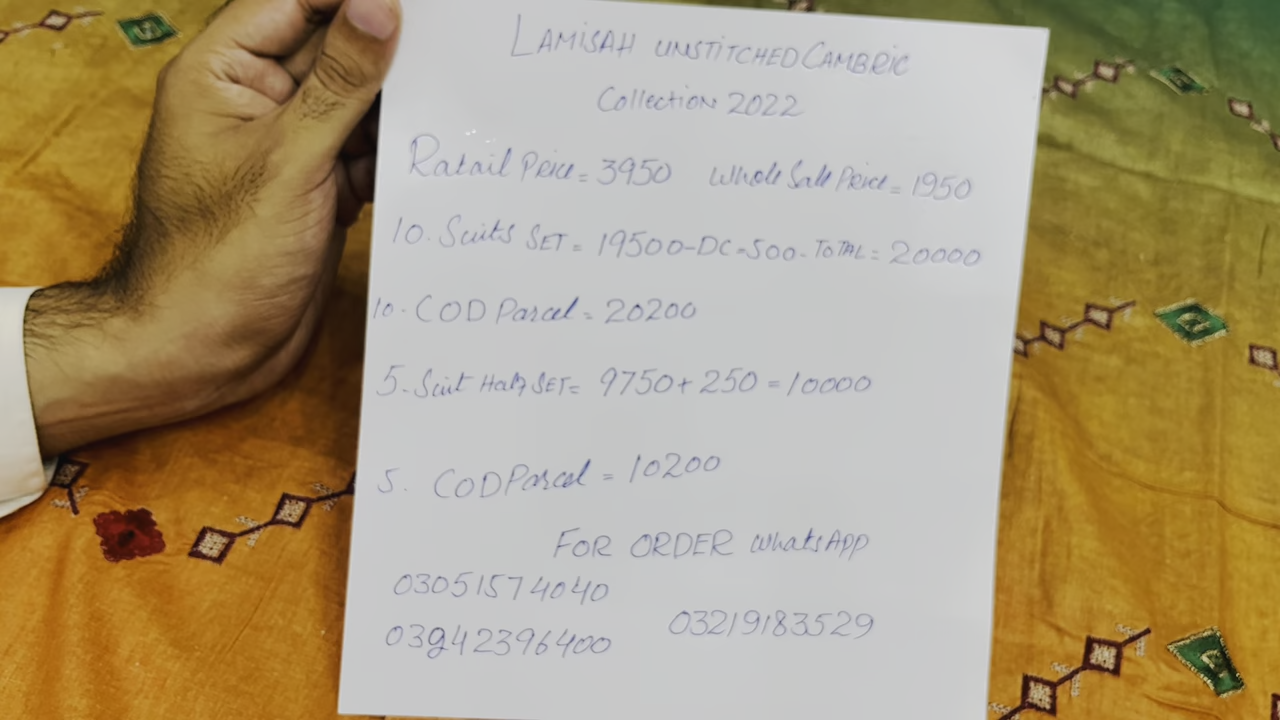 LAMISAH UNSTITCHED CAMBRIC
Collection 2022
Ratail Price = 3950 Whole Sale Price = 1950
10. Suits SET = 19500-DC=500-TOTAL = 20000
10. COD Parcel = 20200
5. Suit Half SET = 9750 + 250 = 10000
5. COD Parcel = 10200
FOR ORDER WhatsApp
03051574040
03219183529